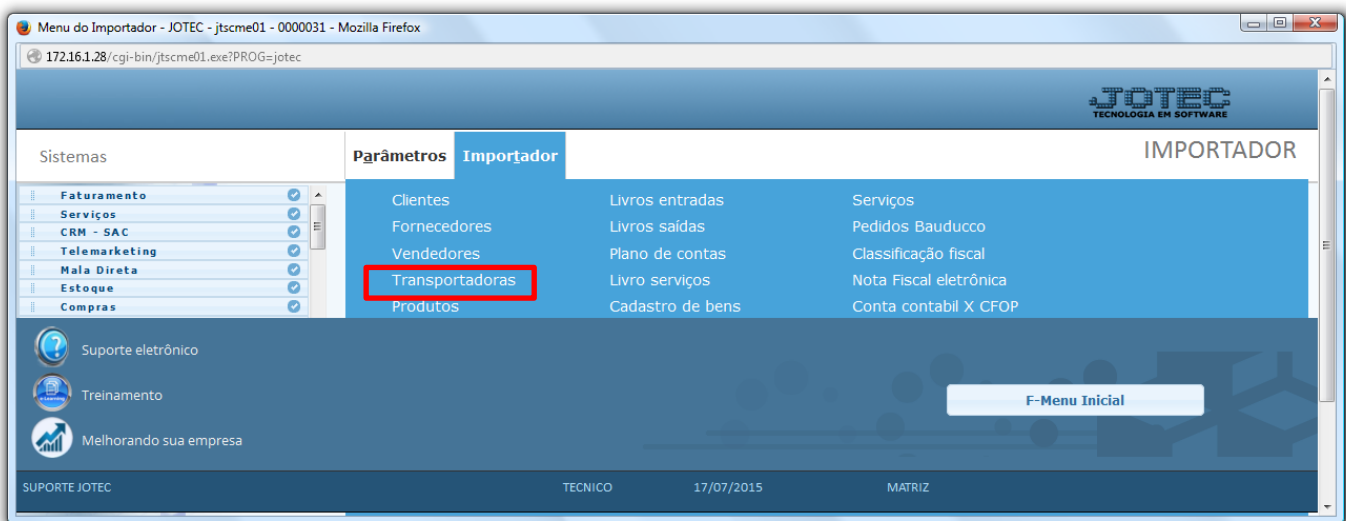 Menu do Importador - JOTEC - jtscme01 - 0000031 - Mozilla Firefox
172.16.1.28/cgi-bin/jtscme01.exe?PROG=jotec
JOTEC
TECNOLOGIA EM SOFTWARE
Sistemas
Parâmetros Importador
IMPORTADOR
Faturamento
Serviços
CRM - SAC
Telemarketing
Mala Direta
Estoque
Compras
Clientes
Fornecedores
Vendedores
Transportadoras
Produtos
Livros entradas
Livros saídas
Plano de contas
Livro serviços
Cadastro de bens
Serviços
Pedidos Bauducco
Classificação fiscal
Nota Fiscal eletrônica
Conta contabil X CFOP
Suporte eletrônico
Treinamento
Melhorando sua empresa
F-Menu Inicial
SUPORTE JOTEC TECNICO 17/07/2015 MATRIZ